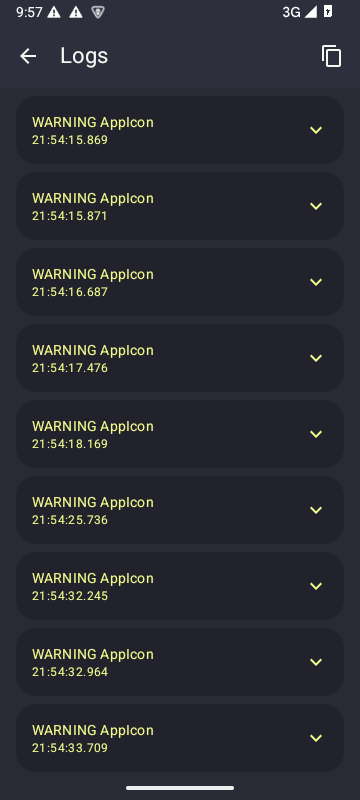 9:57
3G
Logs
WARNING AppIcon
21:54:15.869
WARNING AppIcon
21:54:15.871
WARNING AppIcon
21:54:16.687
WARNING AppIcon
21:54:17.476
WARNING AppIcon
21:54:18.169
WARNING AppIcon
21:54:25.736
WARNING AppIcon
21:54:32.245
WARNING AppIcon
21:54:32.964
WARNING AppIcon
21:54:33.709